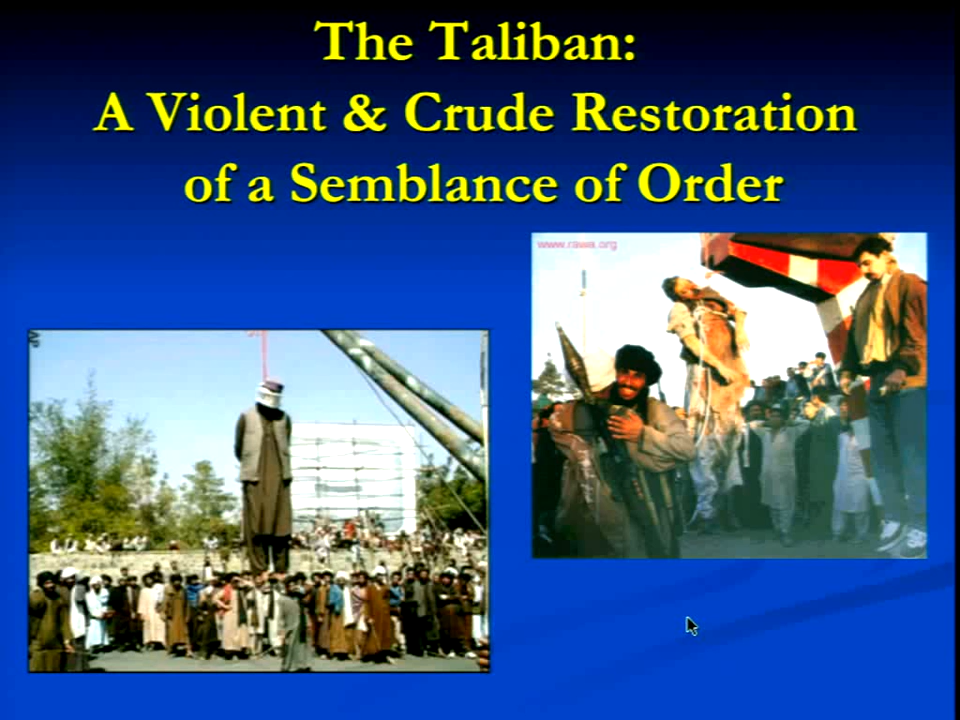 The Taliban:
A Violent & Crude Restoration
of a Semblance of Order
www.rawa.org